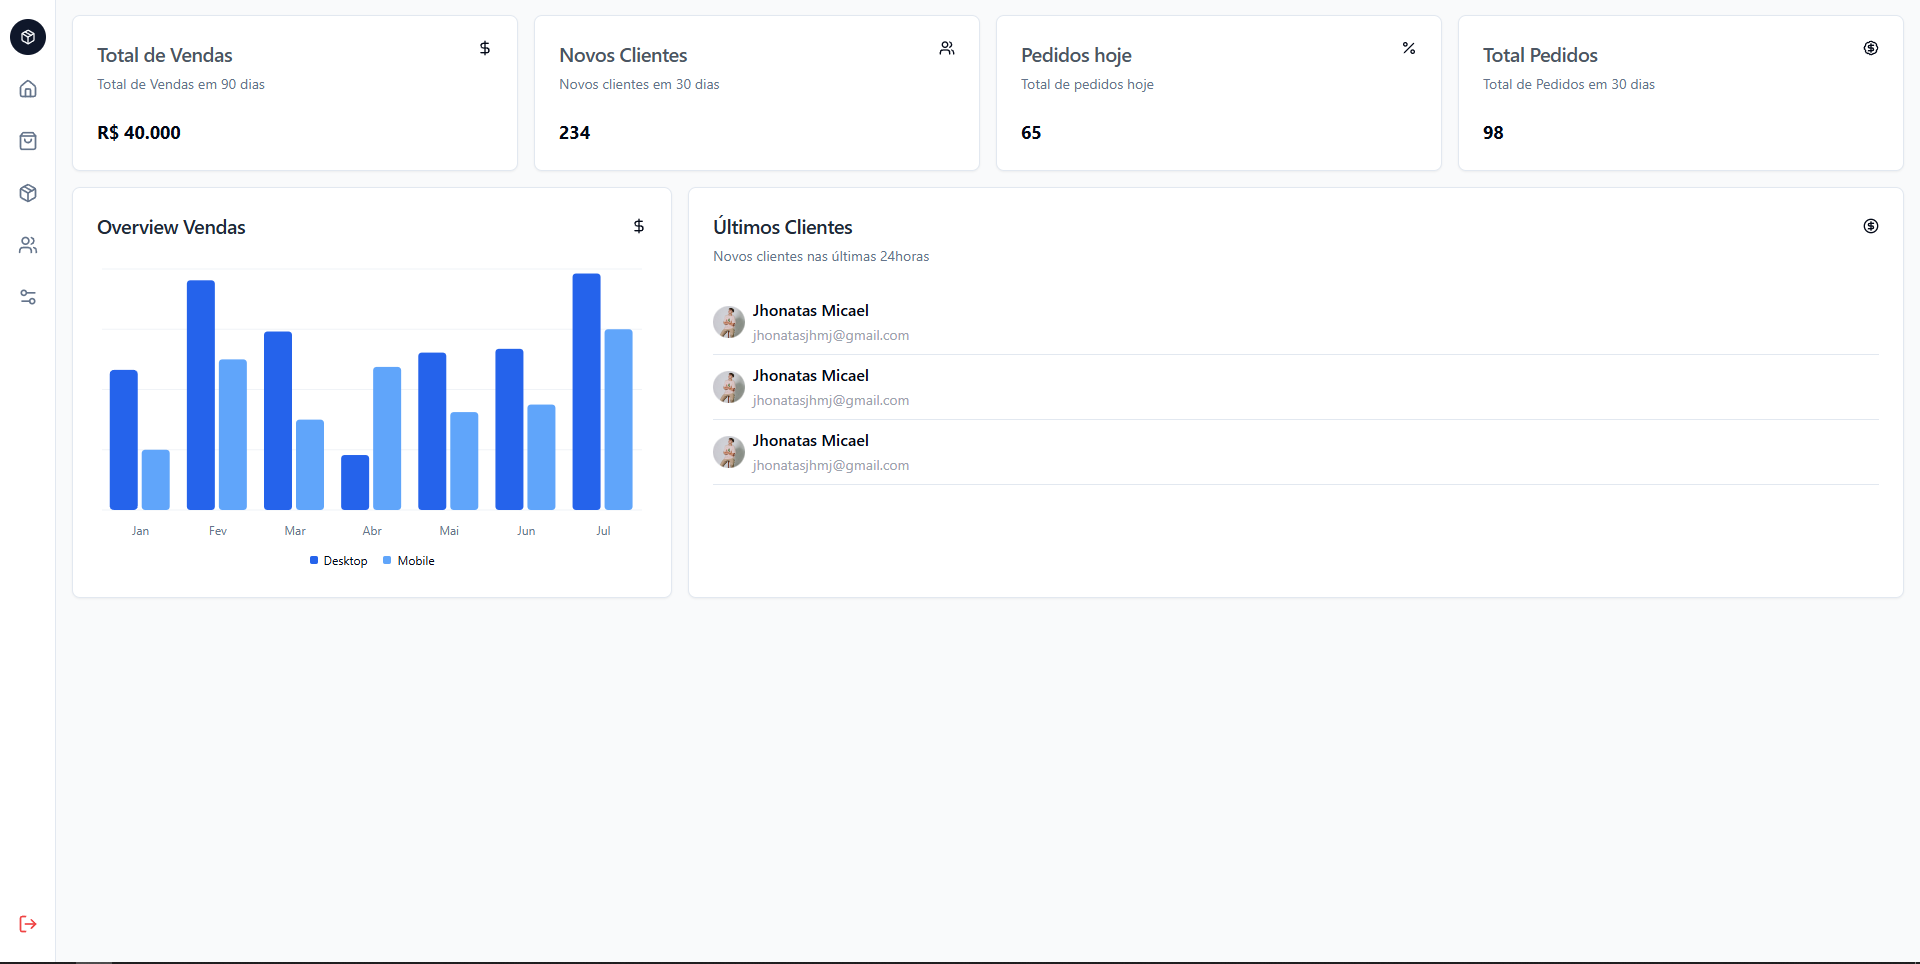 Total de Vendas
Total de Vendas em 90 dias
R$ 40.000
Novos Clientes
Novos clientes em 30 dias
234
Pedidos hoje
Total de pedidos hoje
65
Total Pedidos
Total de Pedidos em 30 dias
98
Overview Vendas
Jan Fev Mar Abr Mai Jun Jul
Desktop Mobile
Últimos Clientes
Novos clientes nas últimas 24horas
Jhonatas Micael
jhonatasjhmj@gmail.com
Jhonatas Micael
jhonatasjhmj@gmail.com
Jhonatas Micael
jhonatasjhmj@gmail.com